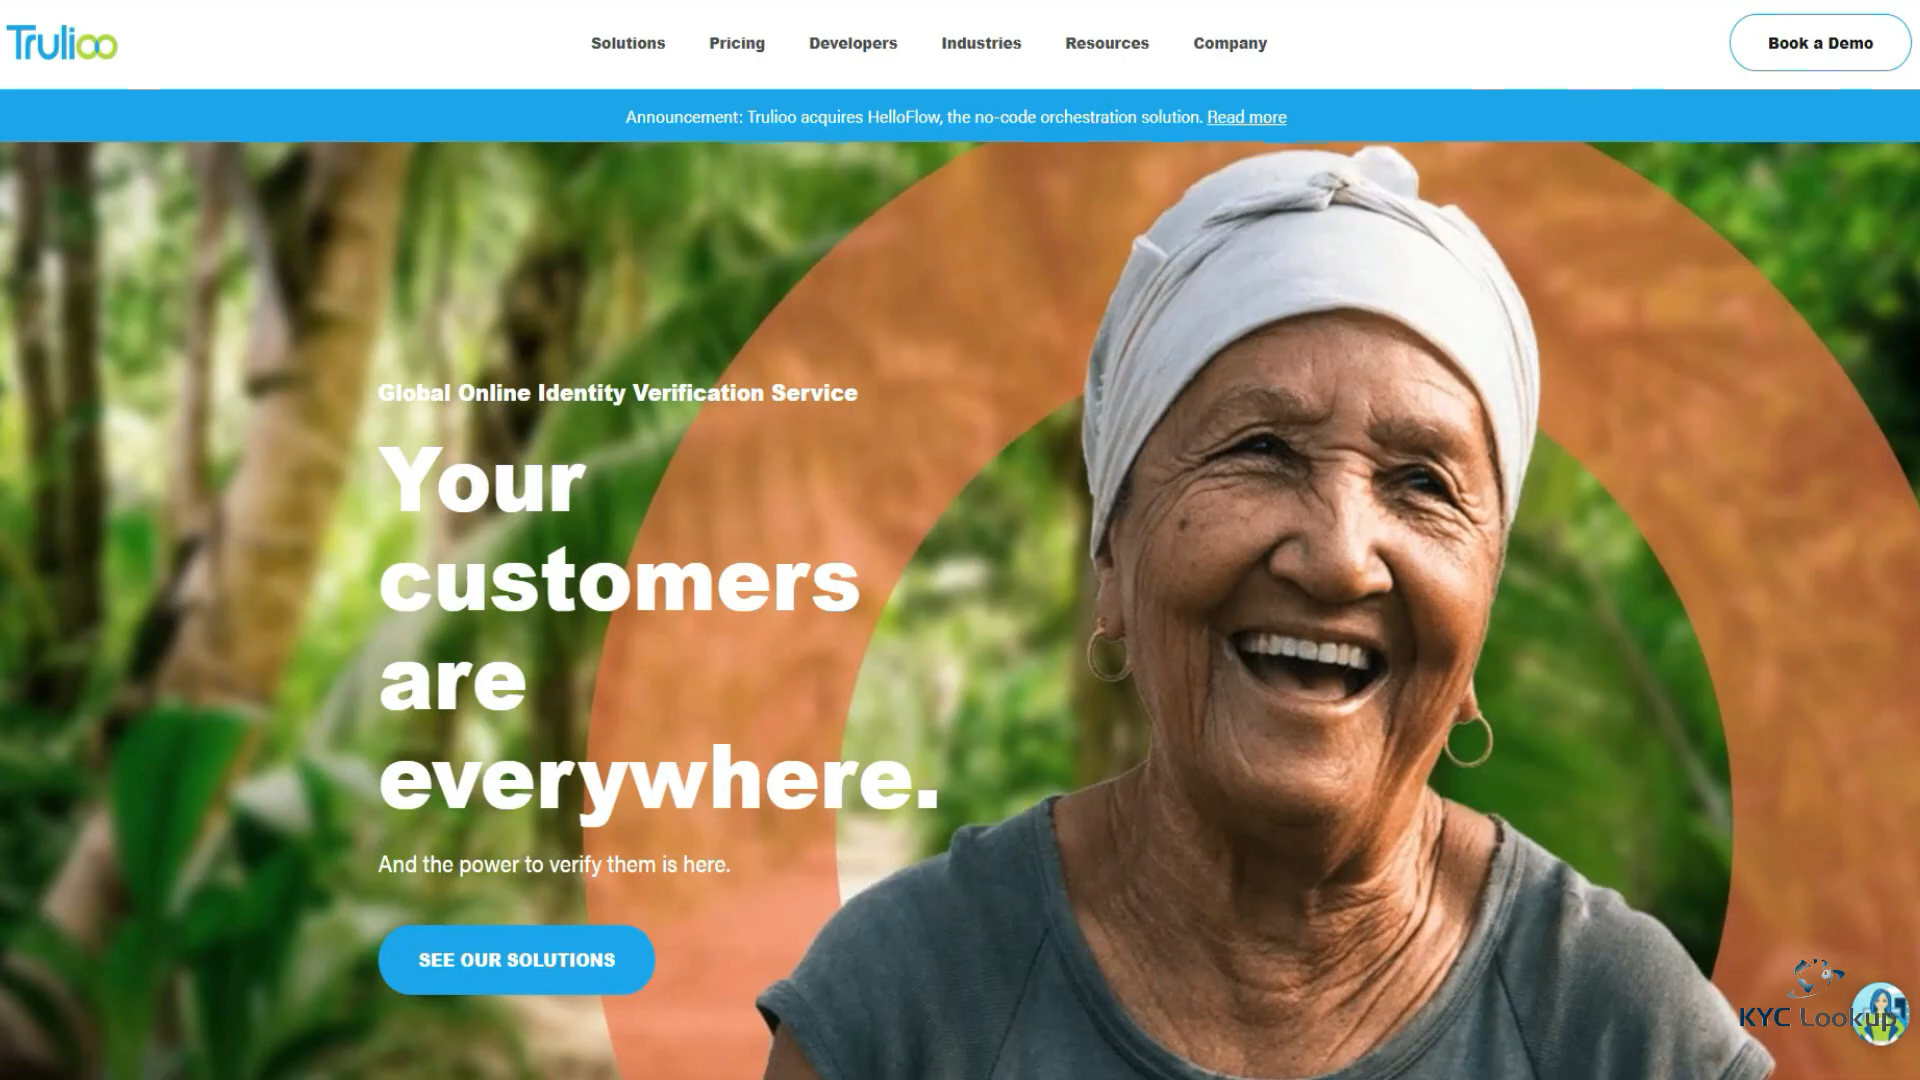 Trulioo
Solutions
Pricing
Developers
Industries
Resources
Company
Book a Demo
Announcement: Trulioo acquires HelloFlow, the no-code orchestration solution. Read more
Global Online Identity Verification Service
Your
customers
are
everywhere.
And the power to verify them is here.
SEE OUR SOLUTIONS
KYC Lookup